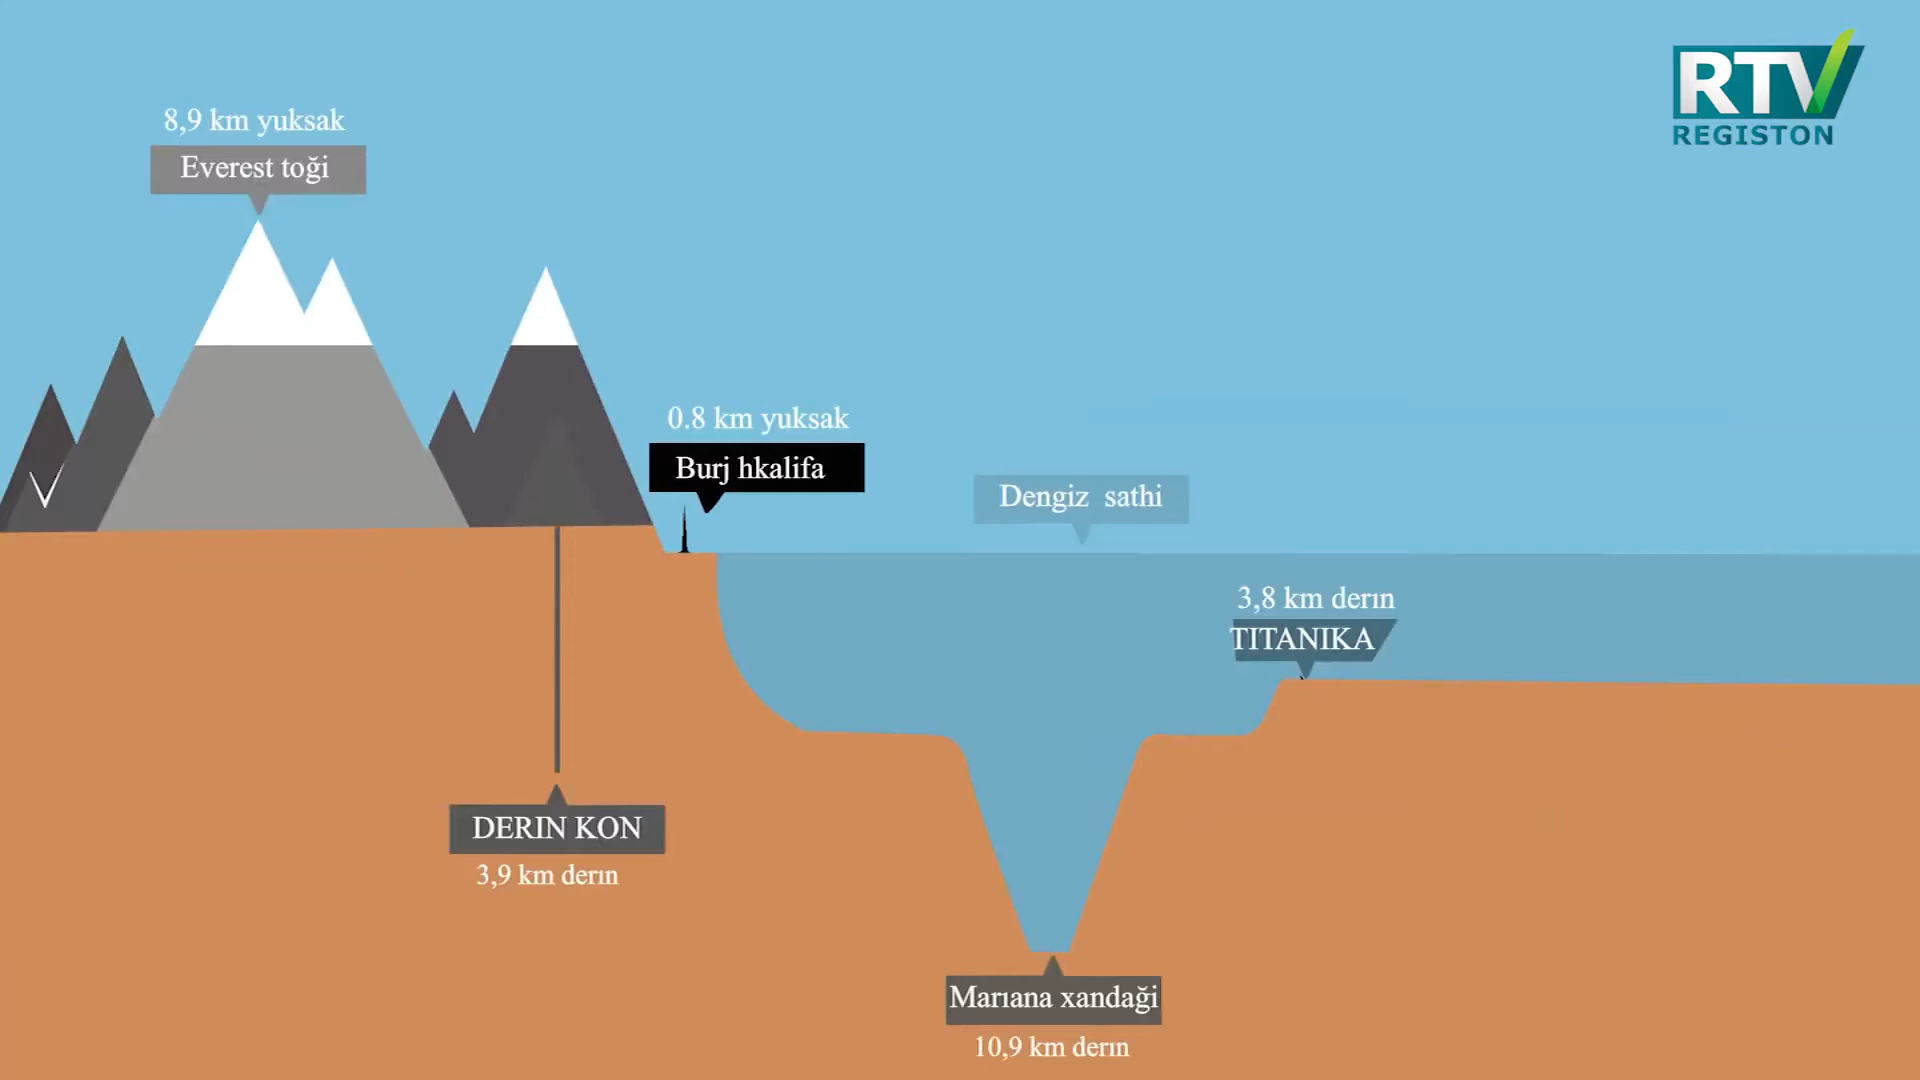 RTV
REGISTON
8,9 km yuksak
Everest toği
0.8 km yuksak
Burj hkalifa
Dengiz sathi
3,8 km derın
TITANIKA
DERIN KON
3,9 km derın
Marıana xandaği
10,9 km derın